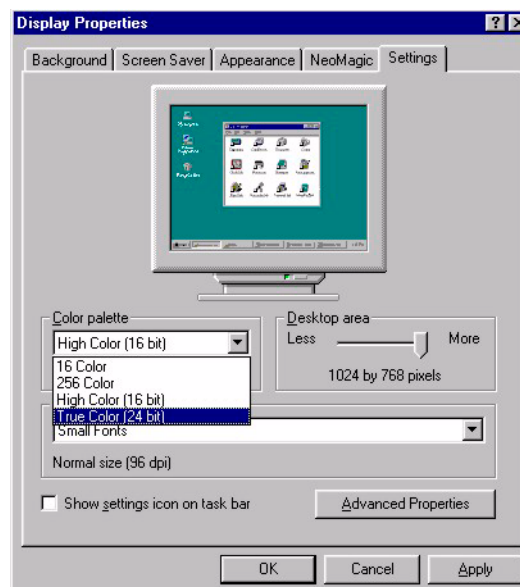 Display Properties
Background Screen Saver Appearance NeoMagic Settings
Color palette
High Color (16 bit)
16 Color
256 Color
High Color (16 bit)
True Color (24 bit)
Desktop area
Less More
1024 by 768 pixels
Small Fonts
Normal size (96 dpi)
Show settings icon on task bar
Advanced Properties
OK Cancel Apply